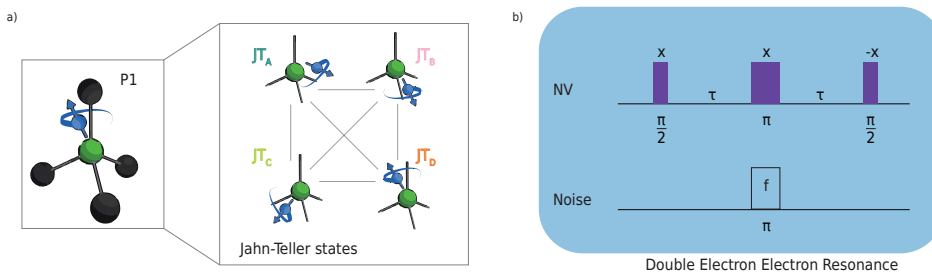 a)
P1
JT_A
JT_B
JT_C
JT_D
Jahn-Teller states
b)
x x -x
NV
τ τ
π/2 π π/2
f
Noise
π
Double Electron Electron Resonance